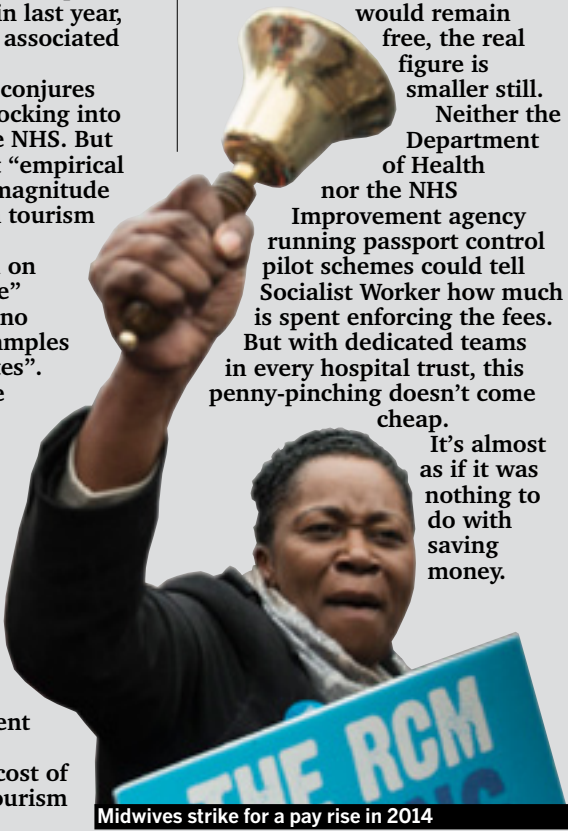 in last year,
associated
conjures
ocking into
e NHS. But
“empirical
magnitude
tourism
on
e”
no
amples
tes”.
e
ent
cost of
ourism
would remain
free, the real
figure is
smaller still.
Neither the
Department
of Health
nor the NHS
Improvement agency
running passport control
pilot schemes could tell
Socialist Worker how much
is spent enforcing the fees.
But with dedicated teams
in every hospital trust, this
penny-pinching doesn’t come
cheap.
It’s almost
as if it was
nothing to
do with
saving
money.
THE RCM
Midwives strike for a pay rise in 2014